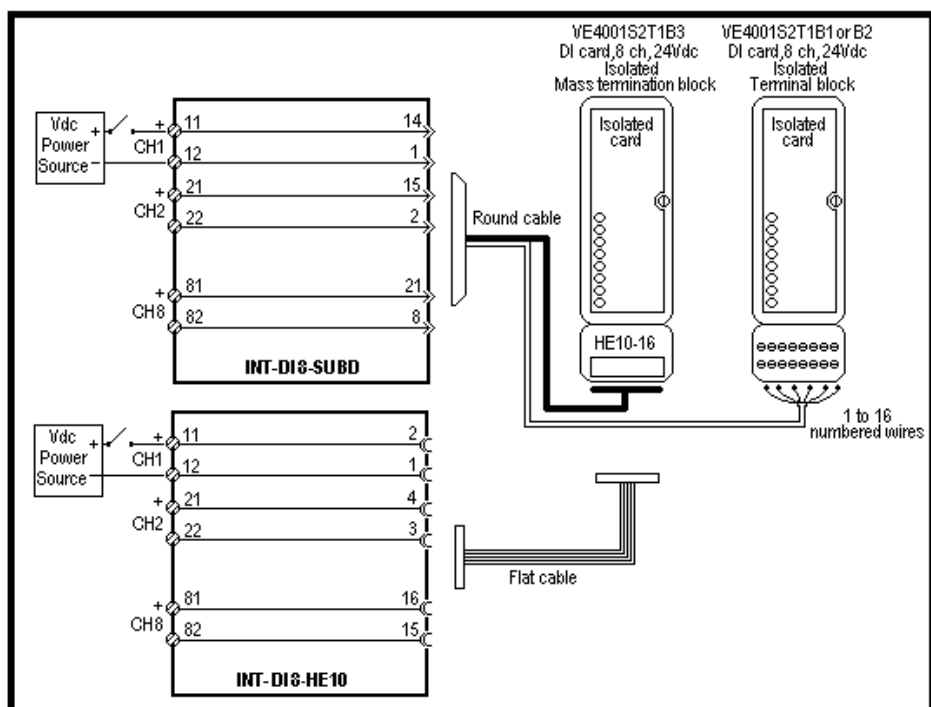 VE4001S2T1B3
DI card,8 ch,24Vdc
Isolated
Mass termination block
VE4001S2T1B1 or B2
DI card,8 ch,24Vdc
Isolated
Terminal block
Isolated
card
Isolated
card
Vdc +
Power
Source −
+ 11 14
CH1
12 1
+ 21 15
CH2
22 2
+ 81 21
CH8
82 8
INT-DI8-SUBD
Round cable
HE10-16
1 to 16
numbered wires
Vdc +
Power
Source −
+ 11 2
CH1
12 1
+ 21 4
CH2
22 3
+ 81 16
CH8
82 15
INT-DI8-HE10
Flat cable